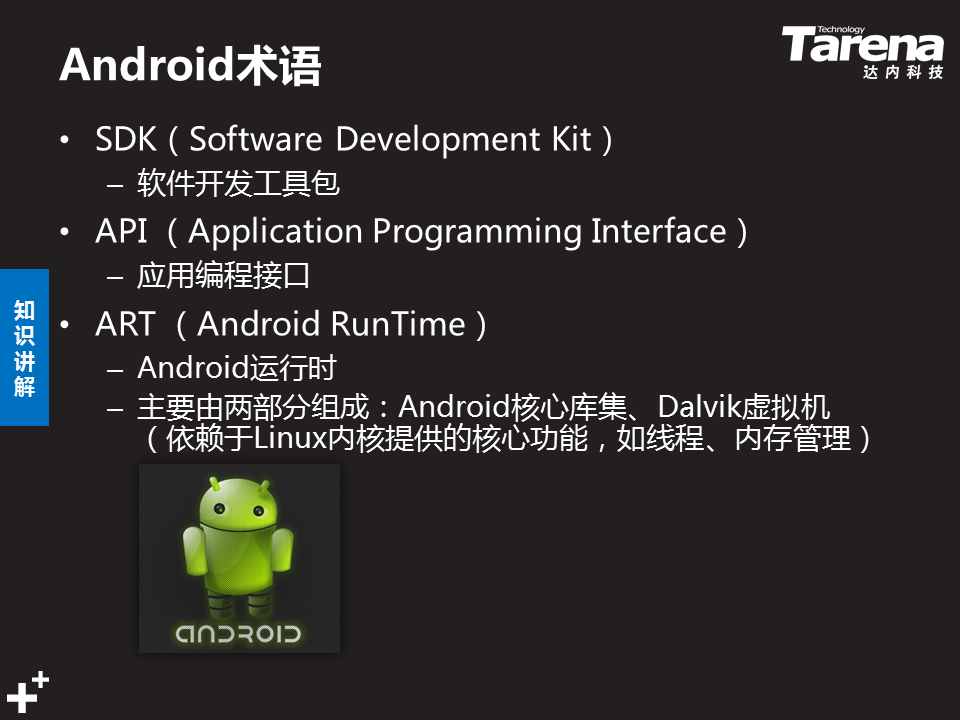 Android术语
Technology
Tarena
达内科技
• SDK（Software Development Kit）
– 软件开发工具包
• API （Application Programming Interface）
– 应用编程接口
• ART （Android RunTime）
– Android运行时
– 主要由两部分组成：Android核心库集、Dalvik虚拟机
（依赖于Linux内核提供的核心功能，如线程、内存管理）
知识讲解
ANDROID